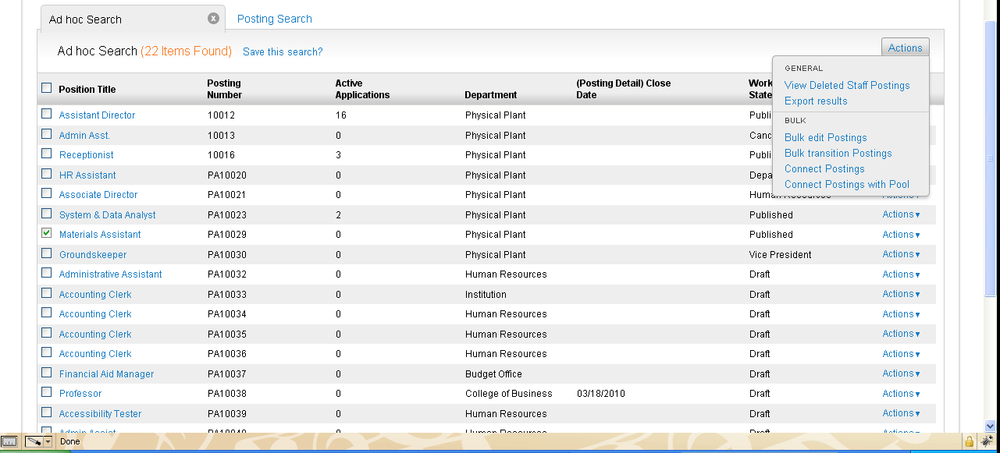 Ad hoc Search
Posting Search
Ad hoc Search (22 Items Found) Save this search?
Actions
GENERAL
View Deleted Staff Postings
Export results
BULK
Bulk edit Postings
Bulk transition Postings
Connect Postings
Connect Postings with Pool
Position Title
Posting
Number
Active
Applications
Department
(Posting Detail) Close
Date
Work
State
Assistant Director 10012 16 Physical Plant Publi
Admin Asst. 10013 0 Physical Plant Canc
Receptionist 10016 3 Physical Plant Publi
HR Assistant PA10020 0 Physical Plant Depa
Associate Director PA10021 0 Physical Plant Human Resources Actions
System & Data Analyst PA10023 2 Physical Plant Published Actions▼
Materials Assistant PA10029 0 Physical Plant Published Actions▼
Groundskeeper PA10030 0 Physical Plant Vice President Actions▼
Administrative Assistant PA10032 0 Human Resources Draft Actions▼
Accounting Clerk PA10033 0 Institution Draft Actions▼
Accounting Clerk PA10034 0 Human Resources Draft Actions▼
Accounting Clerk PA10035 0 Human Resources Draft Actions▼
Accounting Clerk PA10036 0 Human Resources Draft Actions▼
Financial Aid Manager PA10037 0 Budget Office Draft Actions▼
Professor PA10038 0 College of Business 03/18/2010 Draft Actions▼
Accessibility Tester PA10039 0 Human Resources Draft Actions▼
Admin Assist PA10040 0 Human Resources Draft Actions
Done